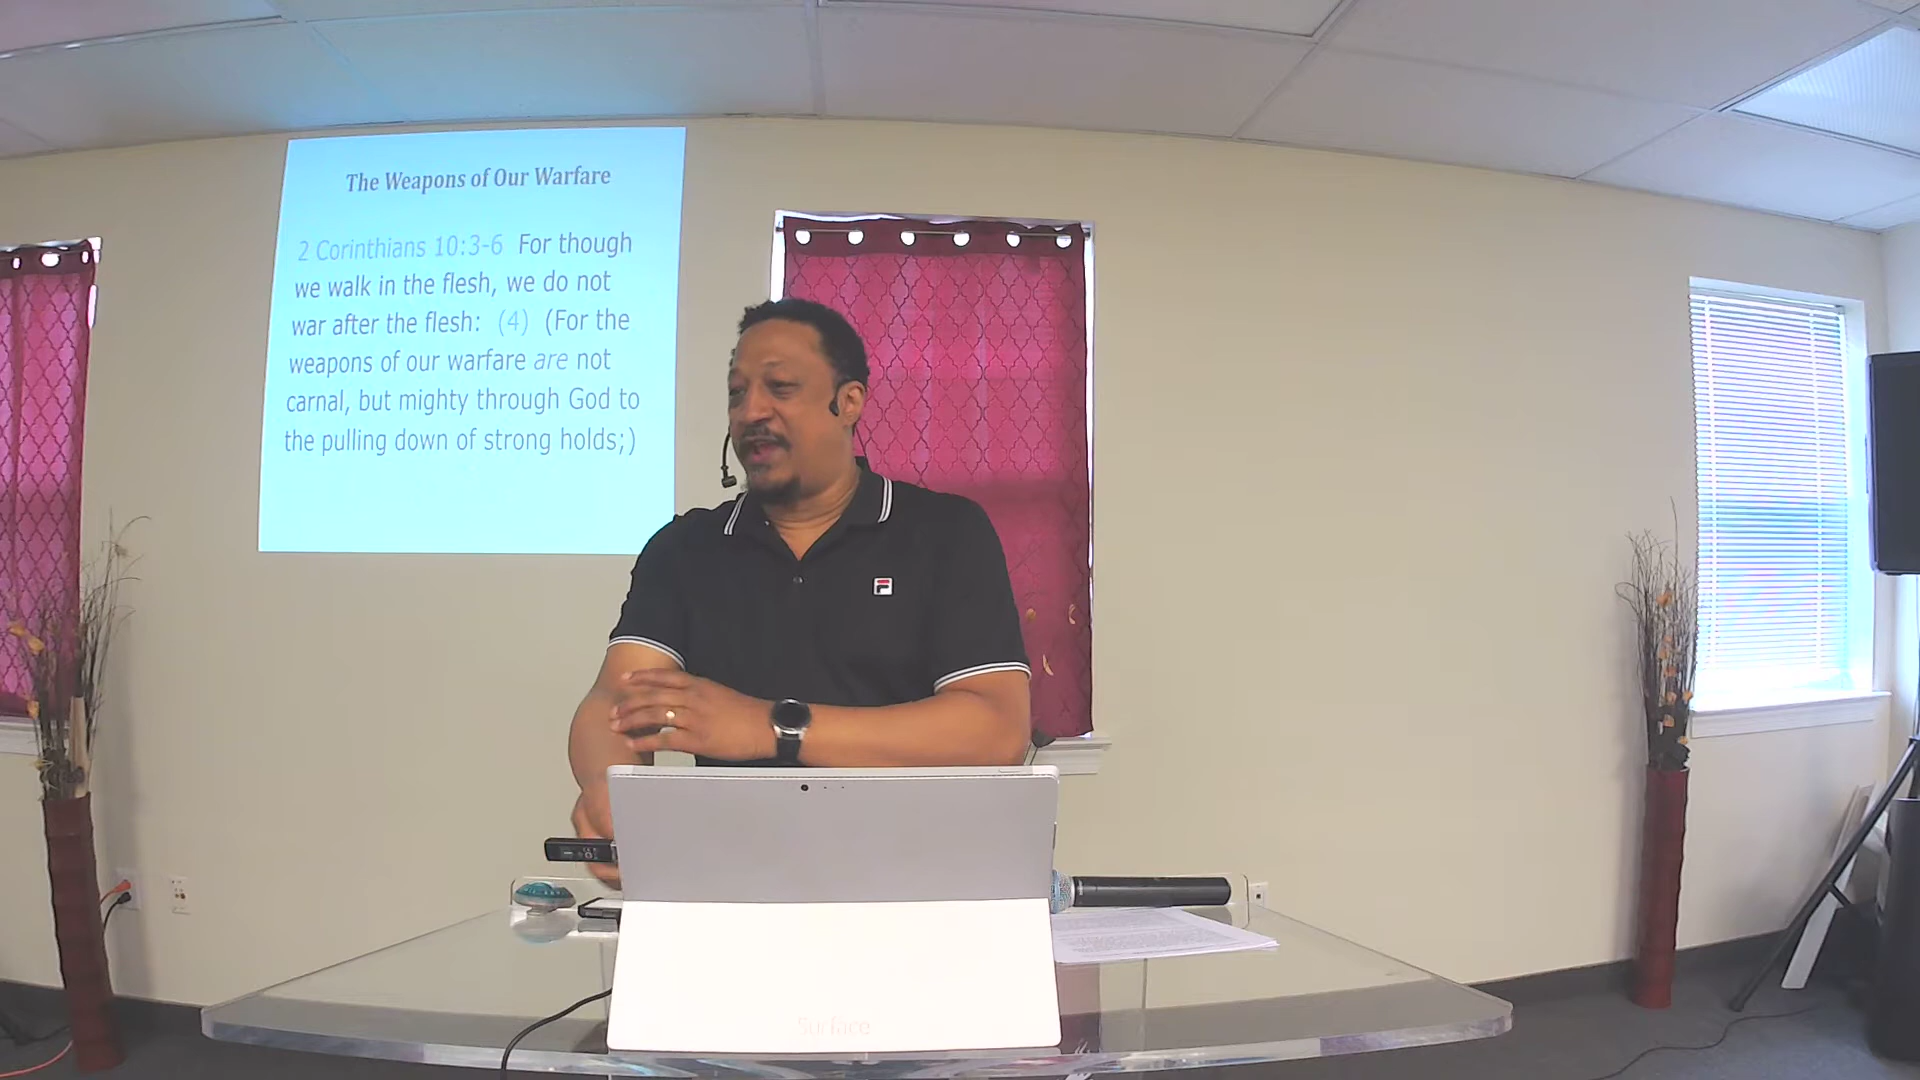 The Weapons of Our Warfare
2 Corinthians 10:3-6 For though
we walk in the flesh, we do not
war after the flesh: (4) (For the
weapons of our warfare are not
carnal, but mighty through God to
the pulling down of strong holds;)
Surface